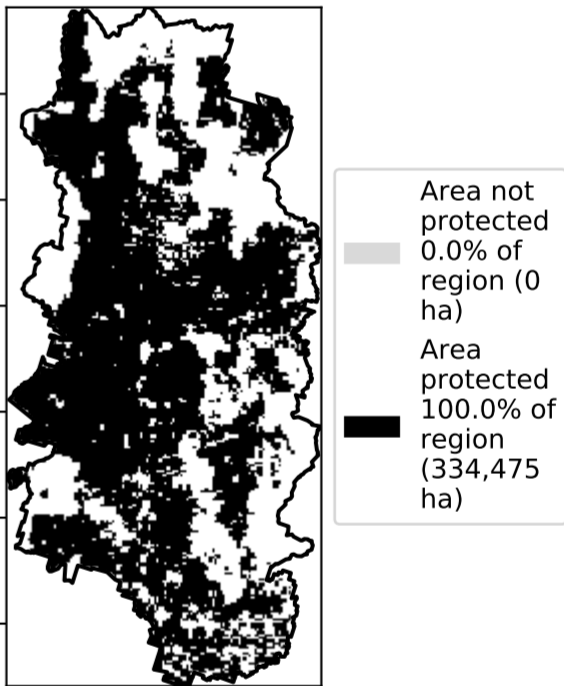 Area not
protected
0.0% of
region (0
ha)
Area
protected
100.0% of
region
(334,475
ha)